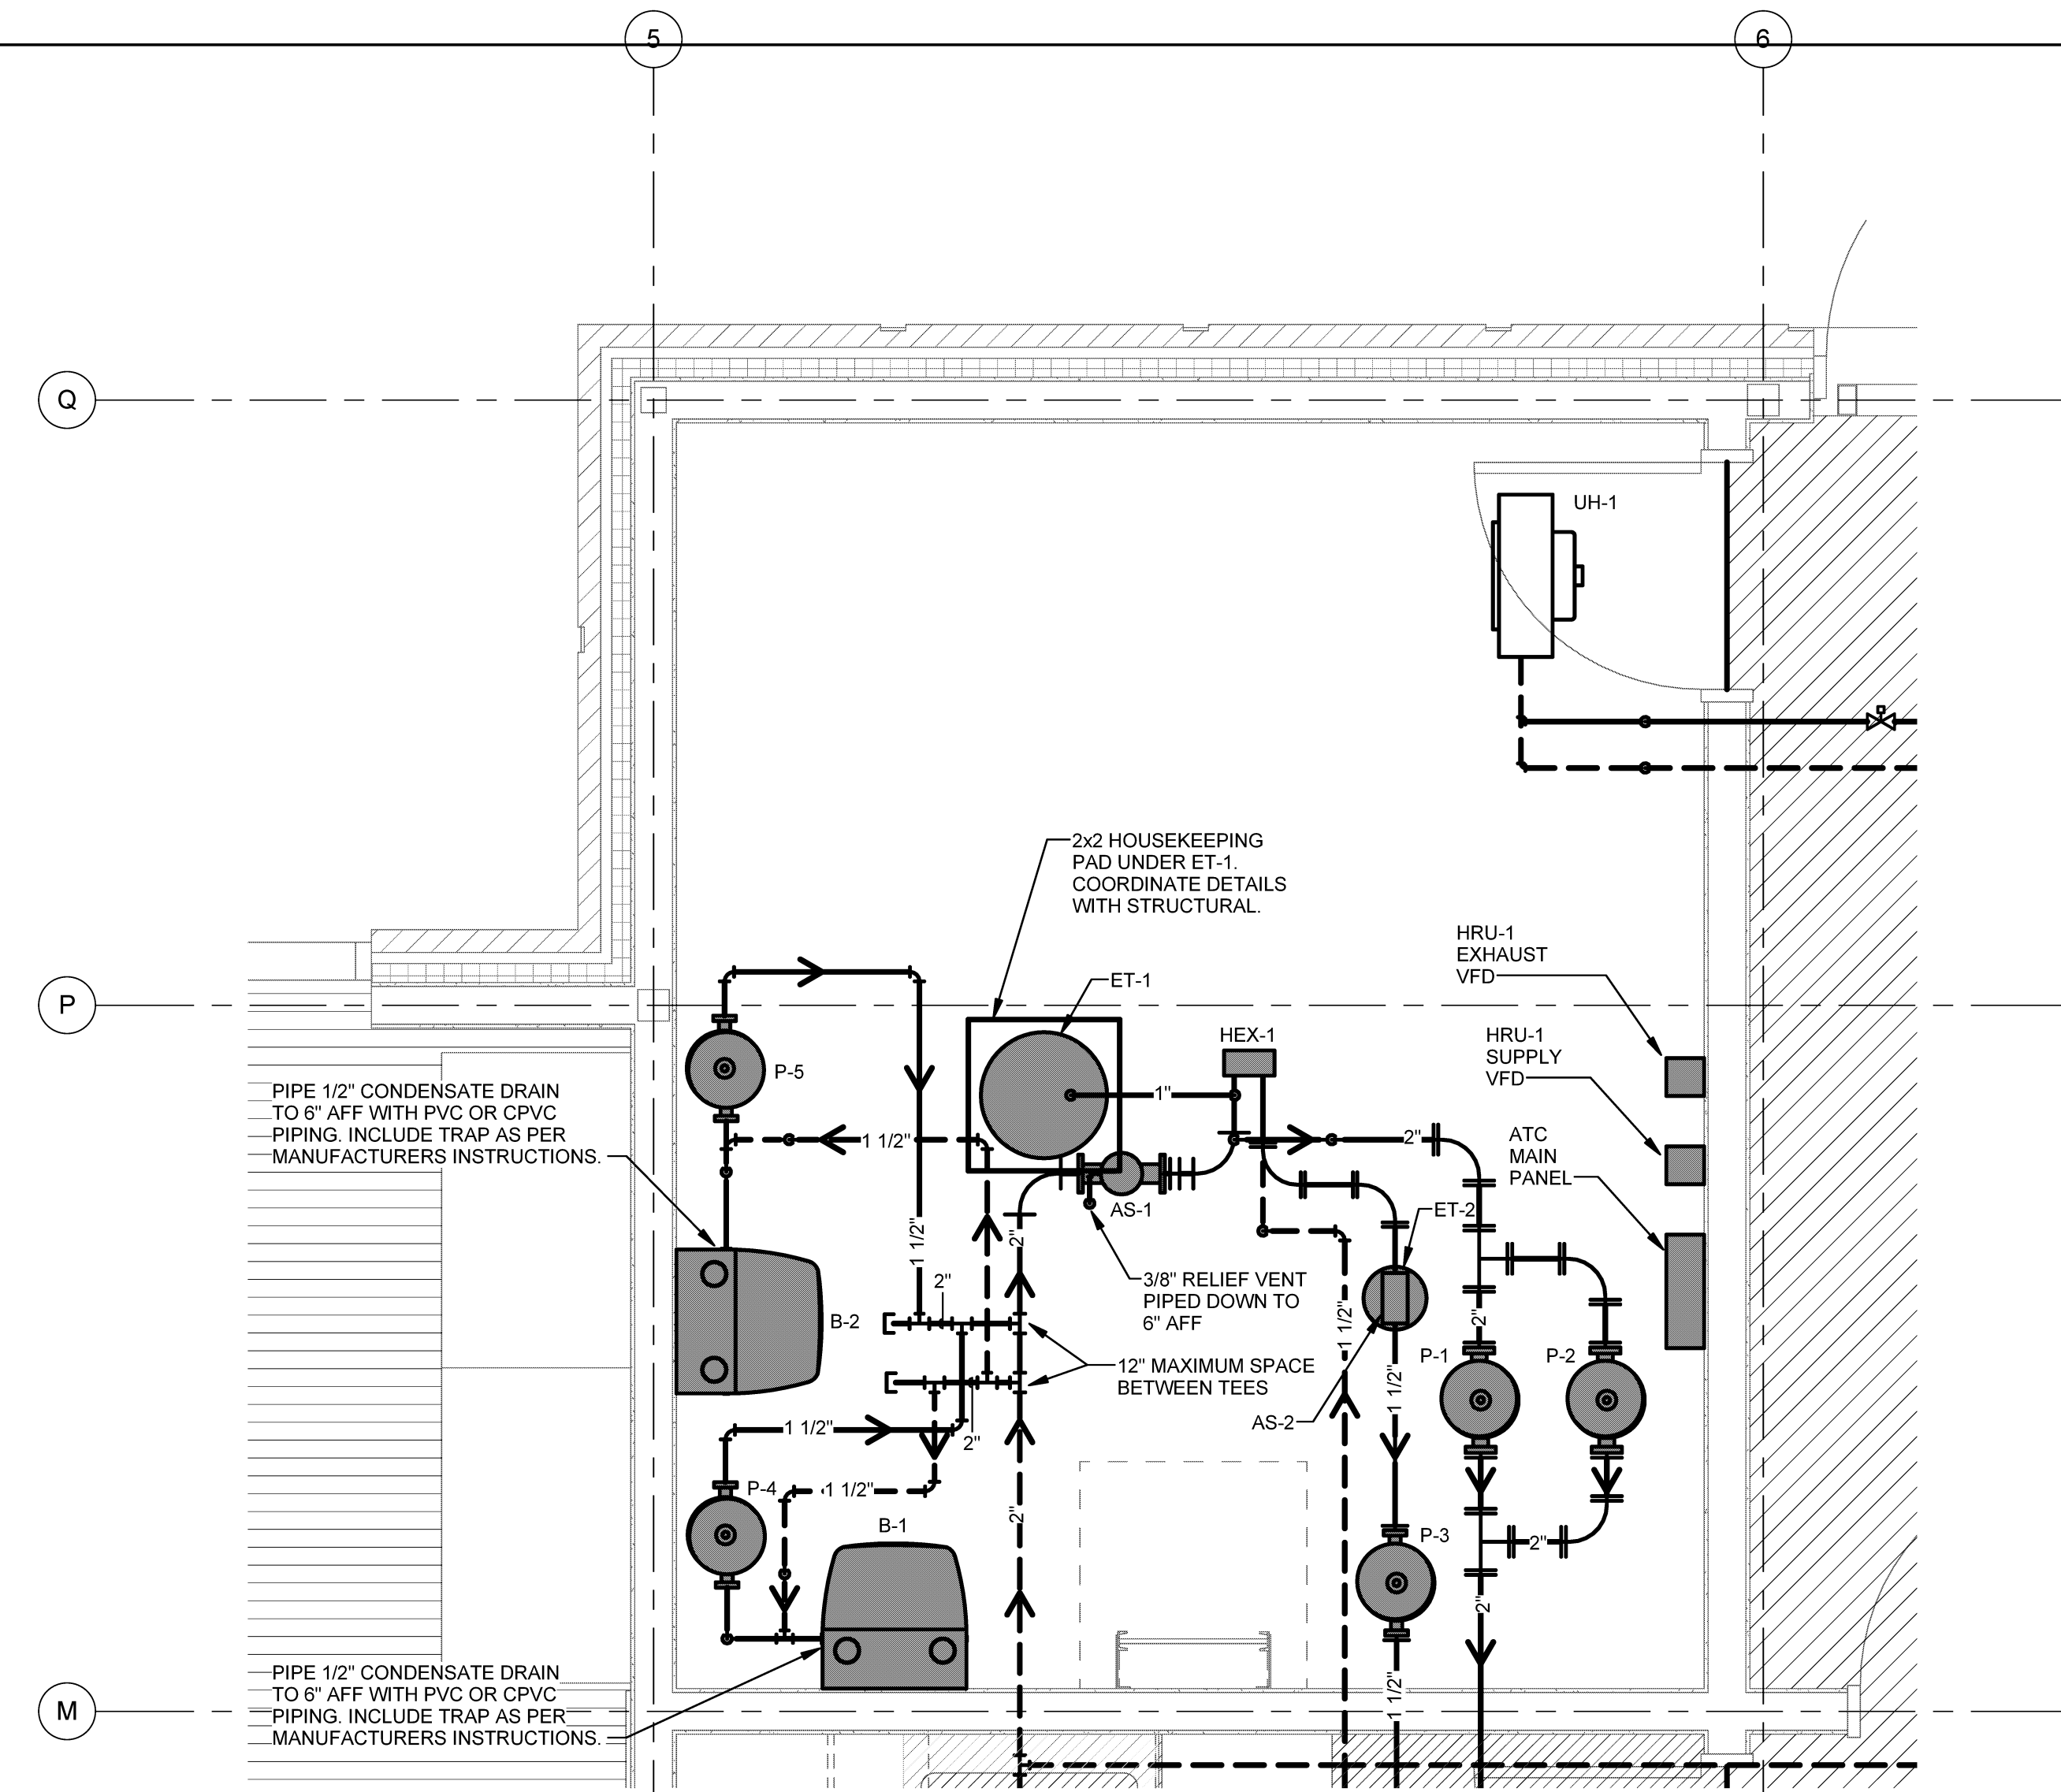 5
6
Q
UH-1
2x2 HOUSEKEEPING
PAD UNDER ET-1.
COORDINATE DETAILS
WITH STRUCTURAL.
HRU-1
EXHAUST
VFD
ET-1
P
HEX-1
HRU-1
SUPPLY
VFD
P-5
PIPE 1/2" CONDENSATE DRAIN
TO 6" AFF WITH PVC OR CPVC
PIPING. INCLUDE TRAP AS PER
MANUFACTURERS INSTRUCTIONS.
1"
1 1/2"
2"
ATC
MAIN
PANEL
AS-1
ET-2
1 1/2"
2"
2"
3/8" RELIEF VENT
PIPED DOWN TO
6" AFF
1 1/2"
2"
B-2
P-1
P-2
12" MAXIMUM SPACE
BETWEEN TEES
1 1/2"
AS-2
1 1/2"
2"
P-4
1 1/2"
2"
B-1
P-3
2"
2"
PIPE 1/2" CONDENSATE DRAIN
TO 6" AFF WITH PVC OR CPVC
PIPING. INCLUDE TRAP AS PER
MANUFACTURERS INSTRUCTIONS.
1 1/2"
M